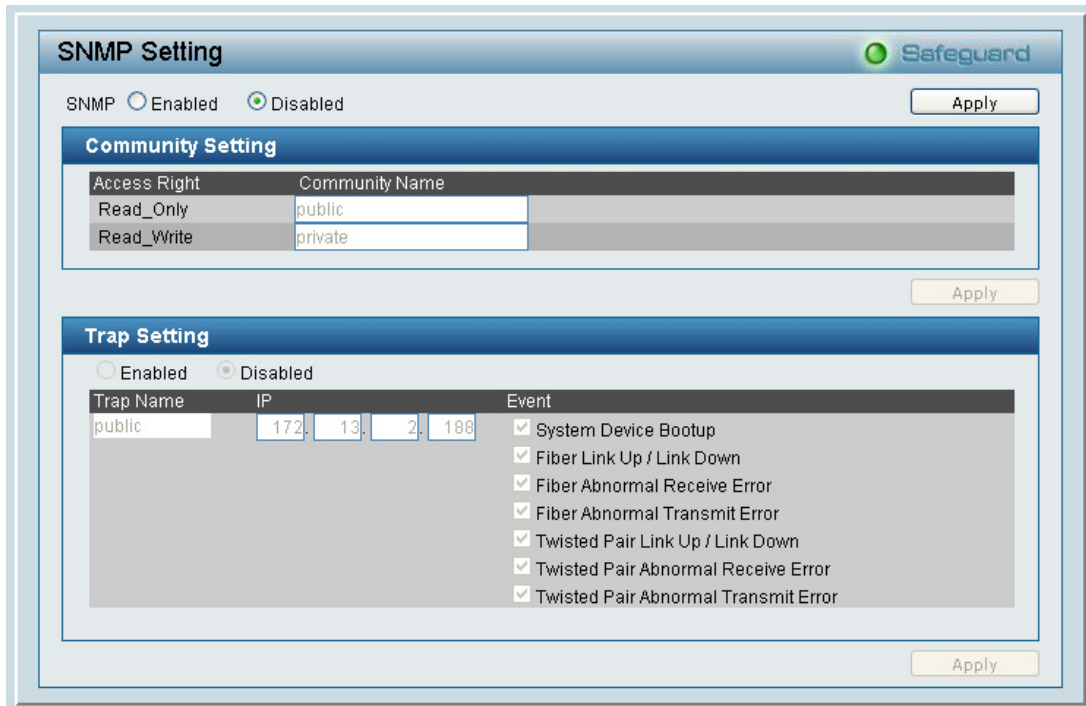 SNMP Setting
Safeguard
SNMP Enabled Disabled
Apply
Community Setting
Access Right Community Name
Read_Only public
Read_Write private
Apply
Trap Setting
Enabled Disabled
Trap Name IP Event
public 172. 13. 2. 188 System Device Bootup
Fiber Link Up / Link Down
Fiber Abnormal Receive Error
Fiber Abnormal Transmit Error
Twisted Pair Link Up / Link Down
Twisted Pair Abnormal Receive Error
Twisted Pair Abnormal Transmit Error
Apply